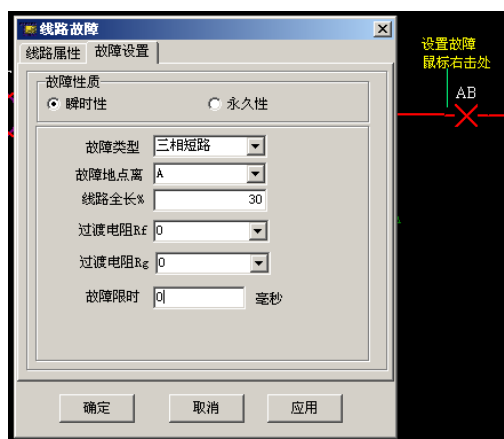 线路故障
线路属性 故障设置
设置故障
鼠标右击处
AB
故障性质
瞬时性 永久性
故障类型 三相短路
故障地点离 A
线路全长% 30
过渡电阻Rf 0
过渡电阻Rg 0
故障限时 0 毫秒
确定 取消 应用